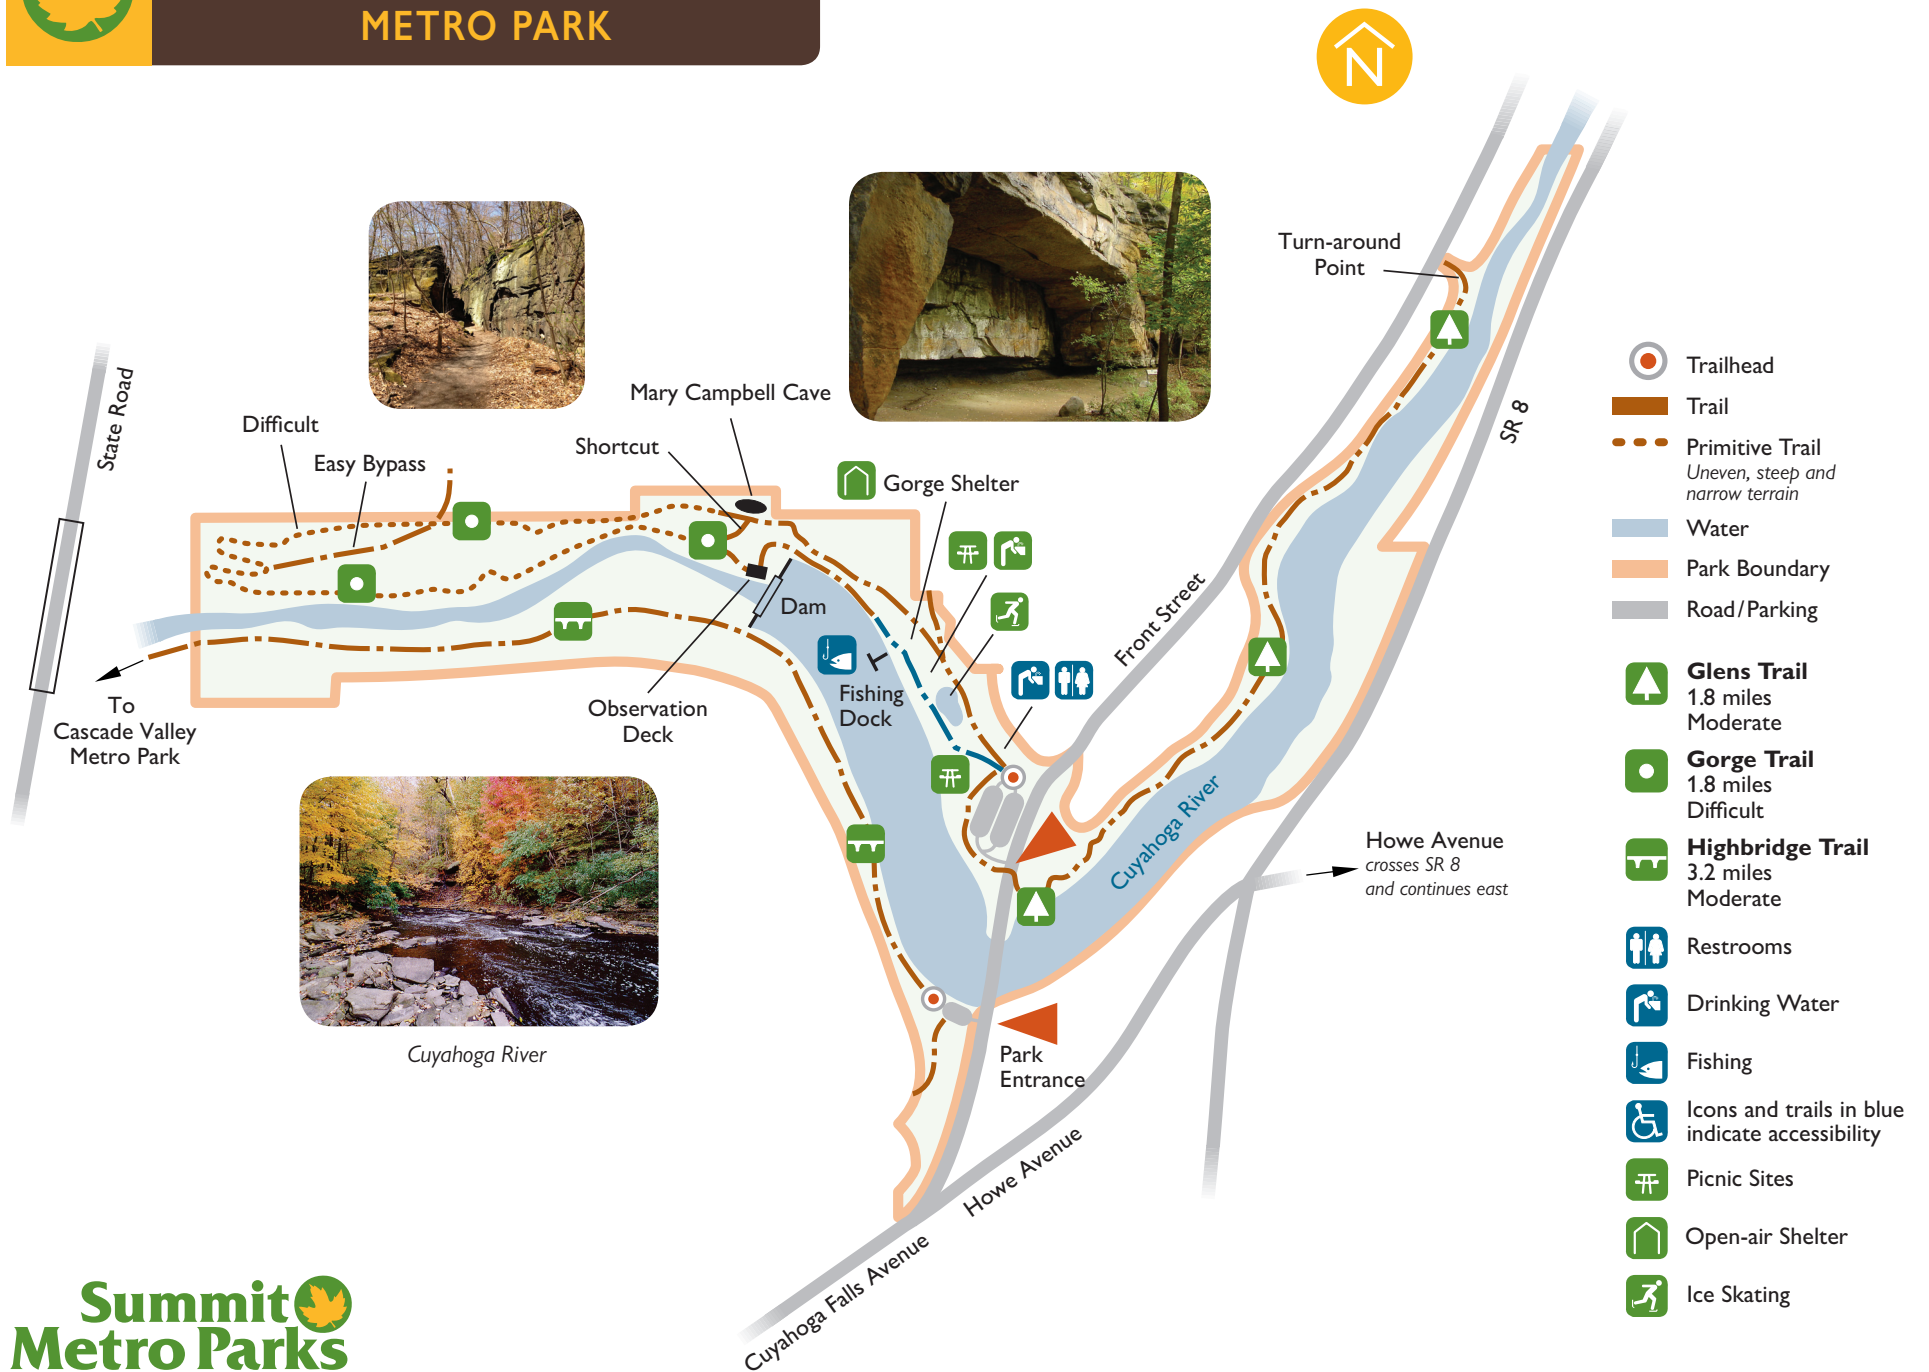 METRO PARK
N
Turn-around
Point
State Road
Difficult
Easy Bypass
Shortcut
Mary Campbell Cave
Gorge Shelter
Dam
Fishing
Dock
Observation
Deck
Front Street
SR 8
To
Cascade Valley
Metro Park
Cuyahoga River
Howe Avenue
crosses SR 8
and continues east
Cuyahoga River
Park
Entrance
Howe Avenue
Cuyahoga Falls Avenue
Trailhead
Trail
Primitive Trail
Uneven, steep and
narrow terrain
Water
Park Boundary
Road/Parking
Glens Trail
1.8 miles
Moderate
Gorge Trail
1.8 miles
Difficult
Highbridge Trail
3.2 miles
Moderate
Restrooms
Drinking Water
Fishing
Icons and trails in blue
indicate accessibility
Picnic Sites
Open-air Shelter
Ice Skating
Summit
Metro Parks